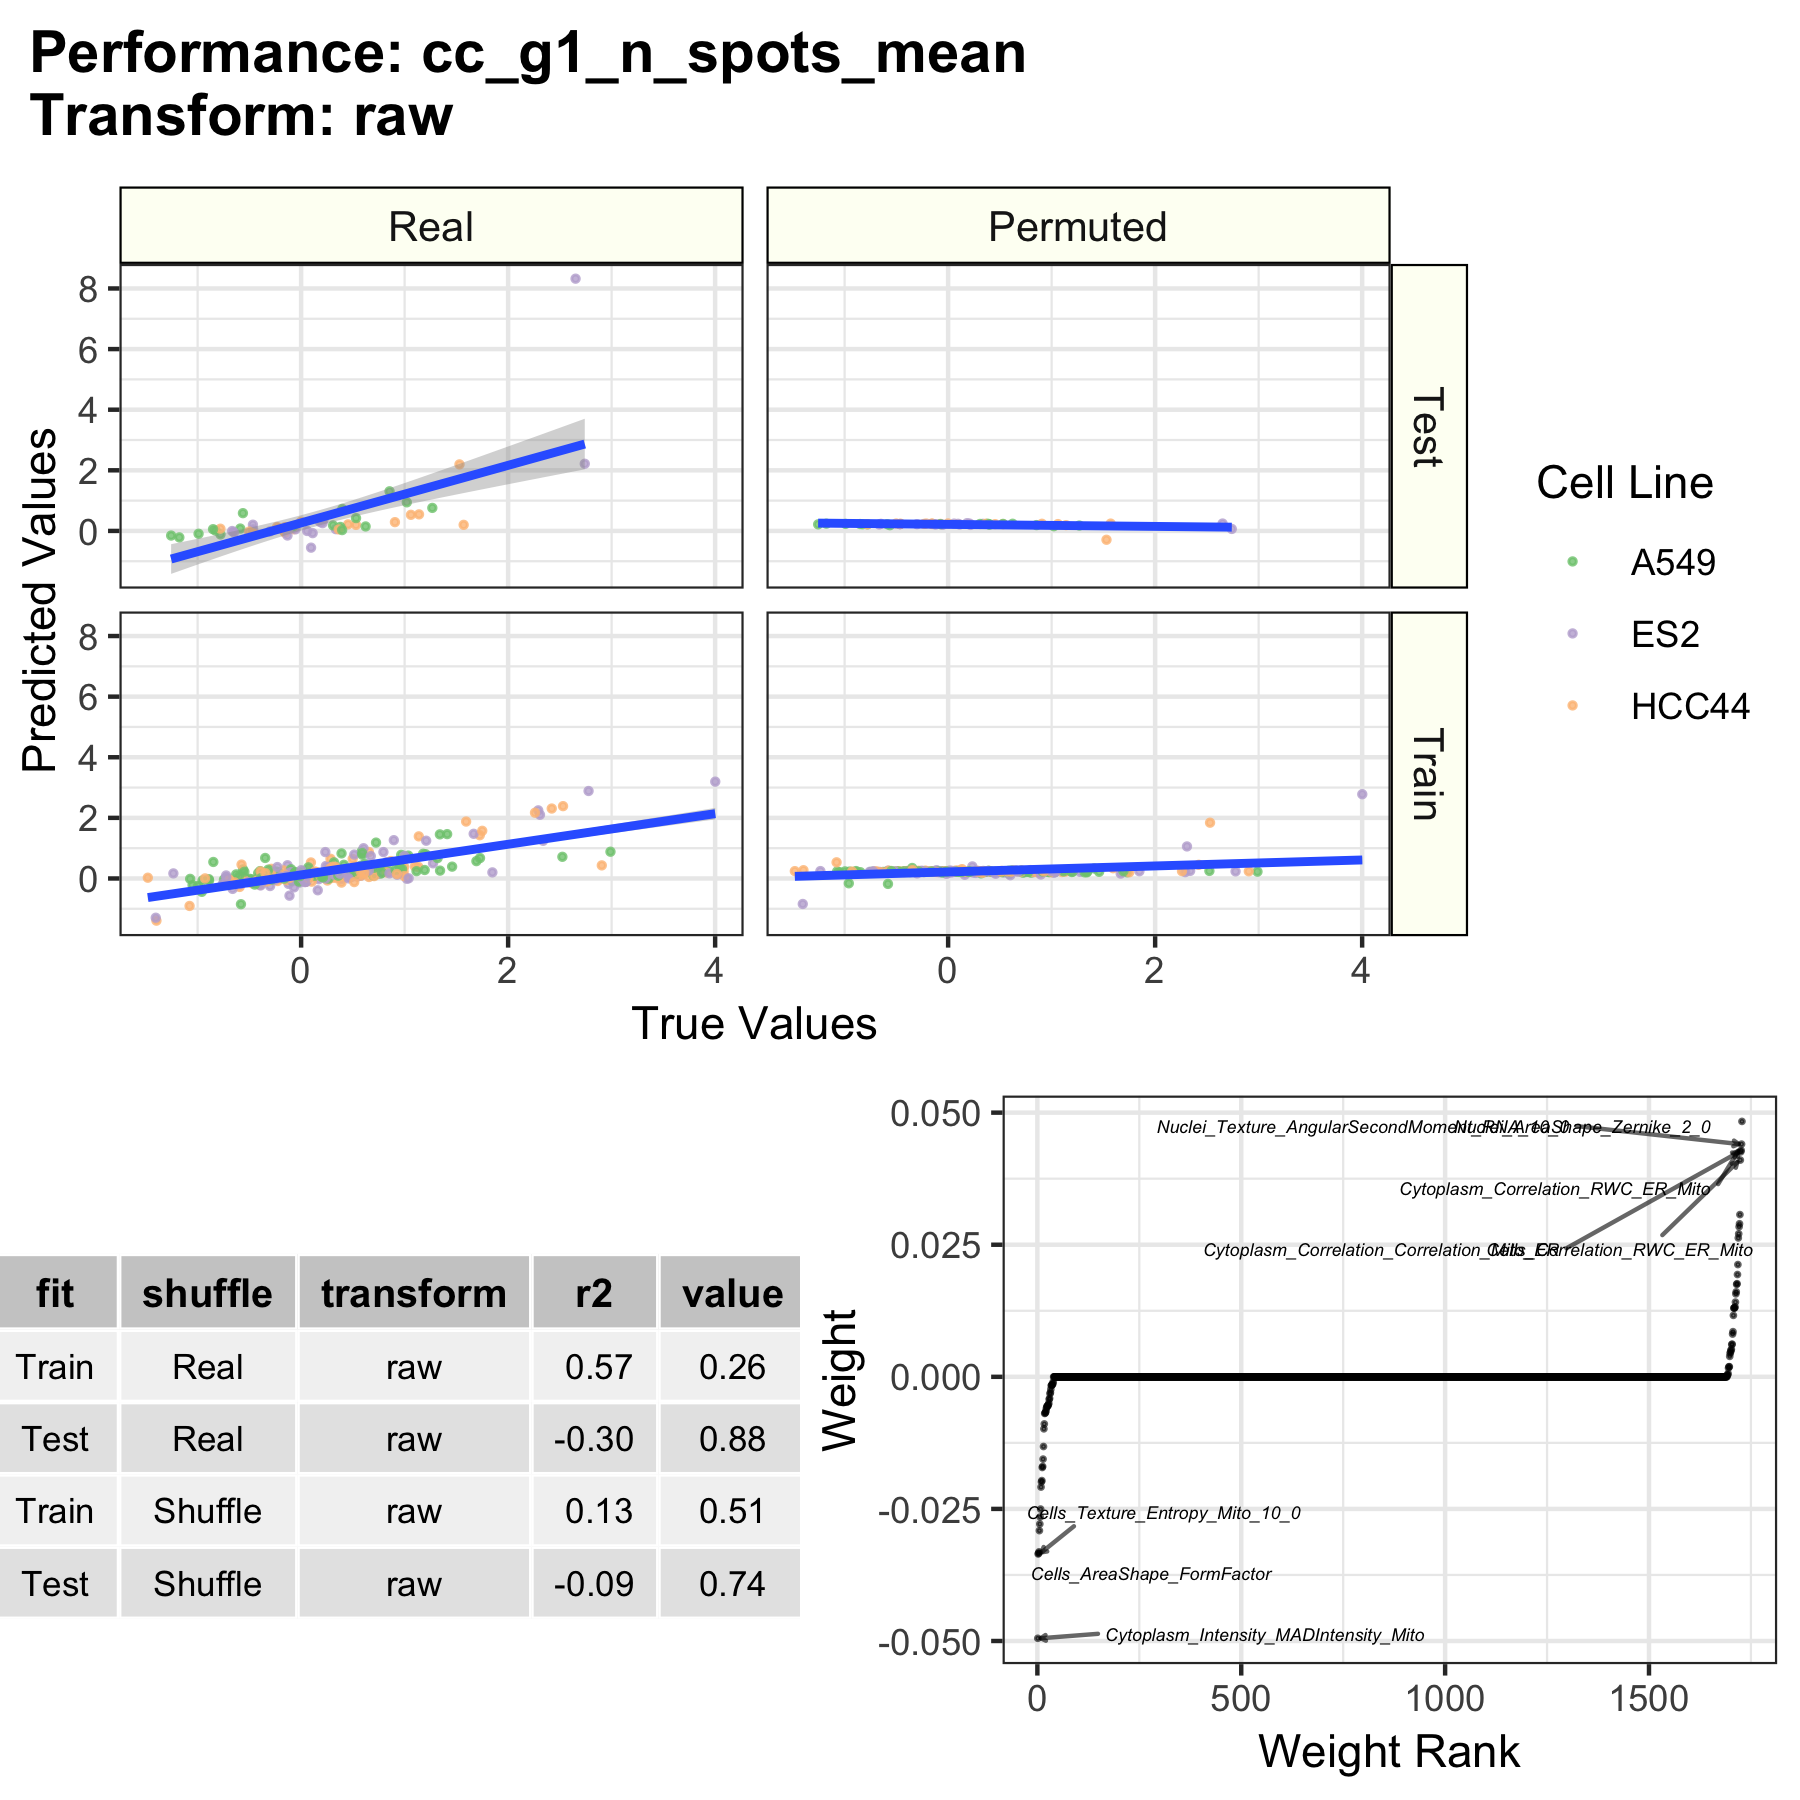 Performance: cc_g1_n_spots_mean
Transform: raw
Real
Permuted
8
6
4
2
0
Test
8
6
4
2
0
Train
Predicted Values
0
2
4
0
2
4
True Values
Cell Line
A549
ES2
HCC44
fit shuffle transform r2 value
Train Real raw 0.57 0.26
Test Real raw -0.30 0.88
Train Shuffle raw 0.13 0.51
Test Shuffle raw -0.09 0.74
Weight
0.050
0.025
0.000
-0.025
-0.050
Nuclei_Texture_AngularSecondMoment_RNA_10_0
Nuclei_AreaShape_Zernike_2_0
Cytoplasm_Correlation_RWC_ER_Mito
Cytoplasm_Correlation_Correlation_Mito_ER
Cells_Correlation_RWC_ER_Mito
Cells_Texture_Entropy_Mito_10_0
Cells_AreaShape_FormFactor
Cytoplasm_Intensity_MADIntensity_Mito
0
500
1000
1500
Weight Rank